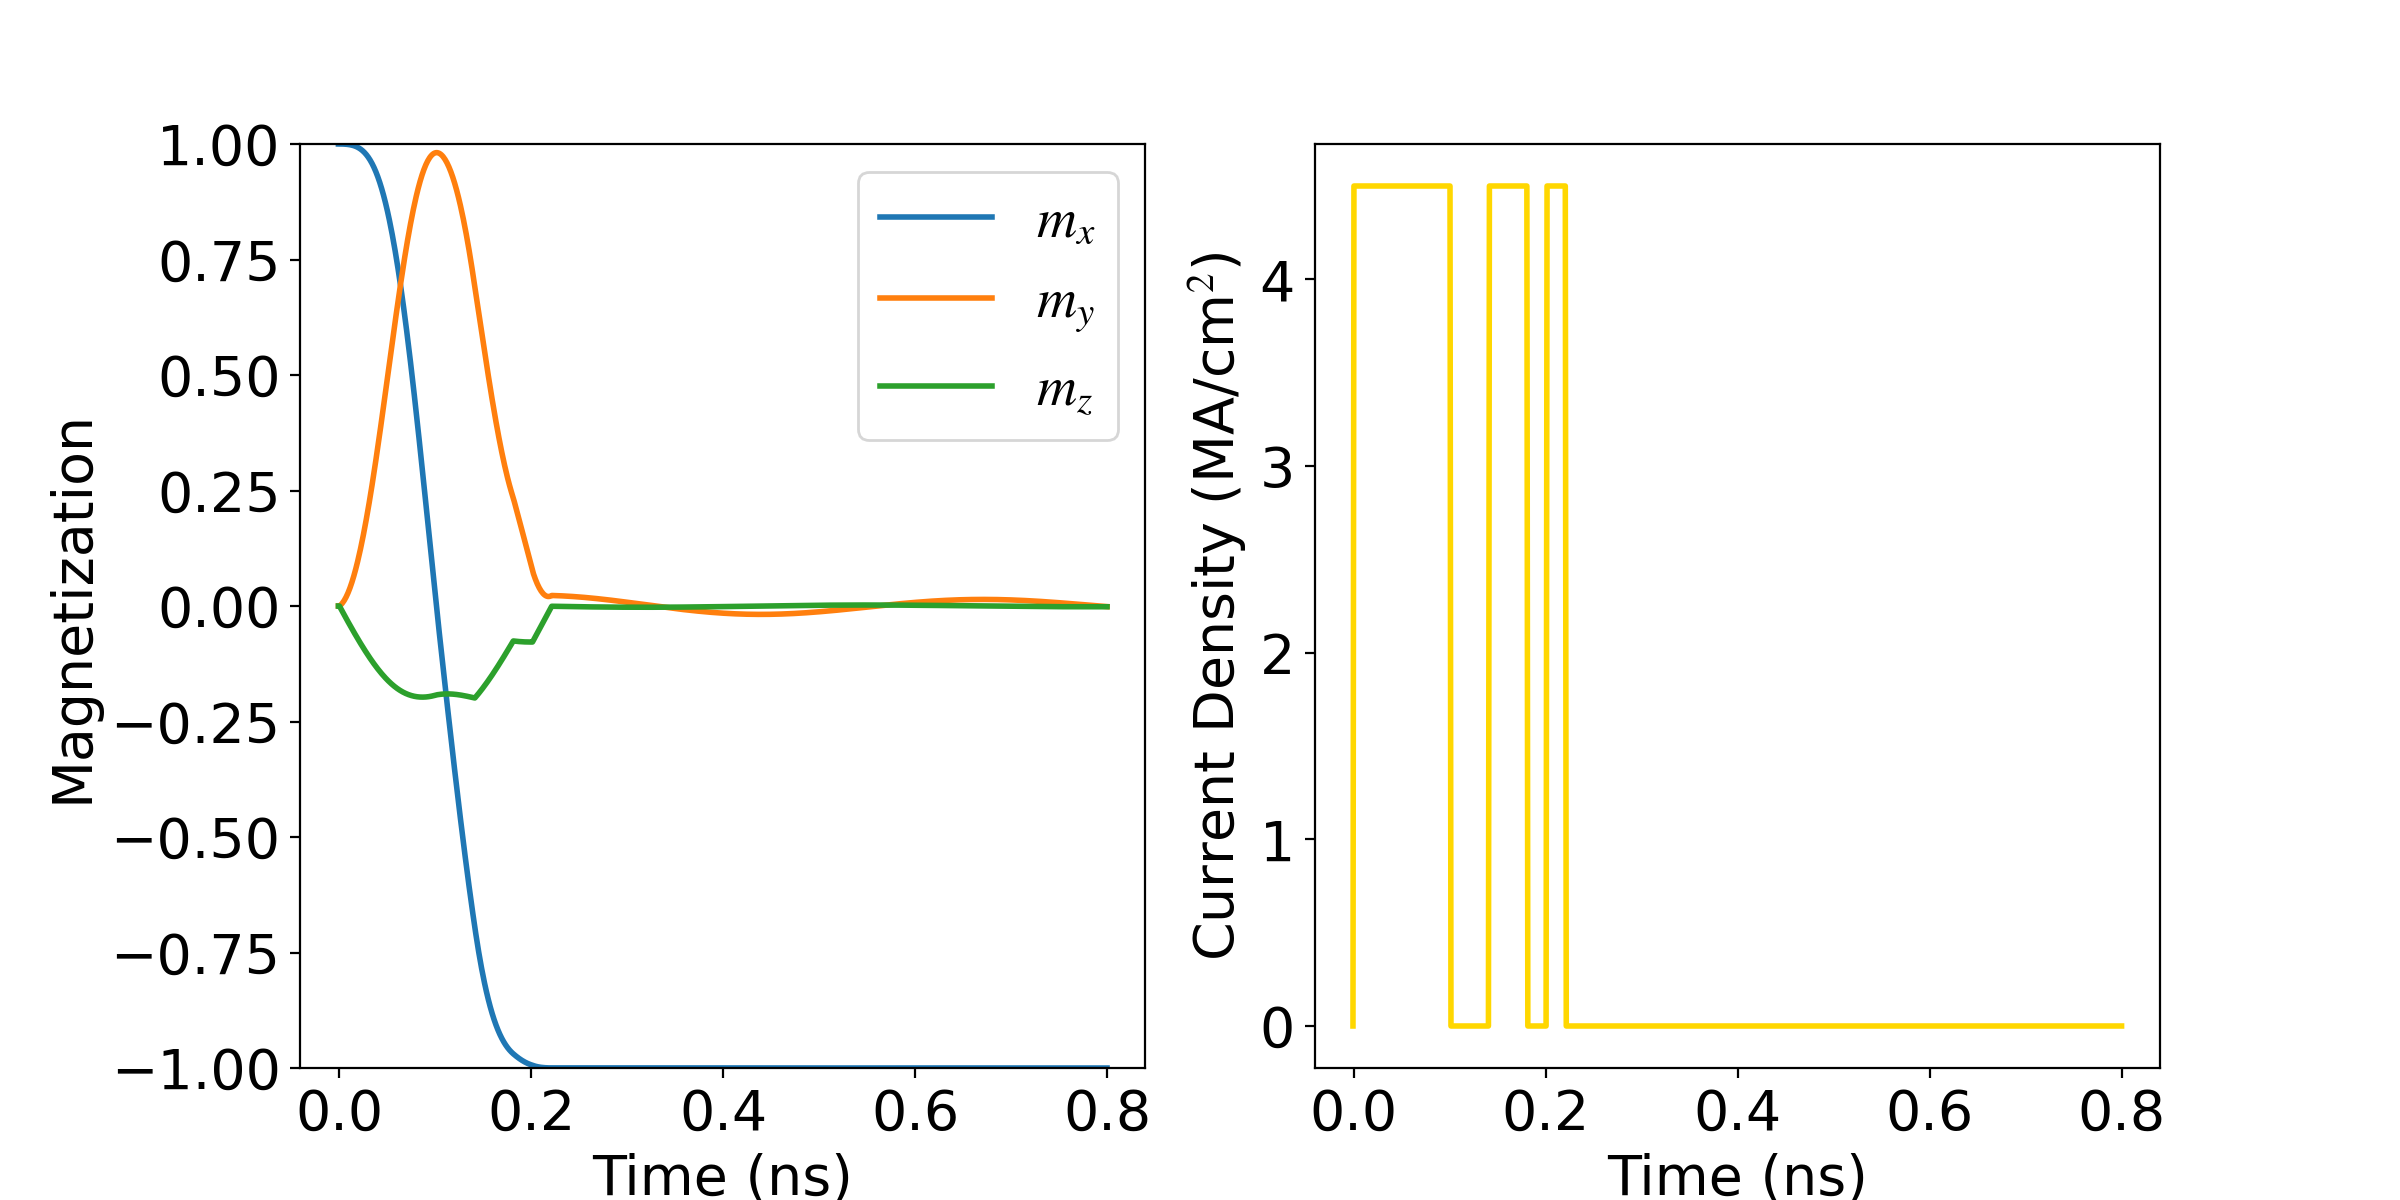 Magnetization
1.00
0.75
0.50
0.25
0.00
−0.25
−0.50
−0.75
−1.00
0.0 0.2 0.4 0.6 0.8
Time (ns)
m_x
m_y
m_z
Current Density (MA/cm²)
4
3
2
1
0
0.0 0.2 0.4 0.6 0.8
Time (ns)